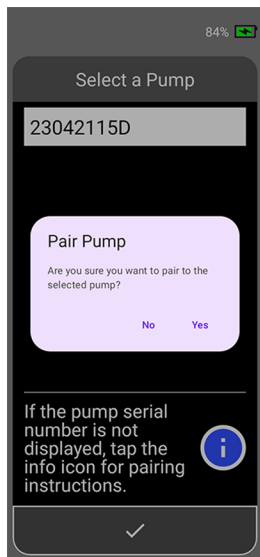 84%
Select a Pump
23042115D
Pair Pump
Are you sure you want to pair to the
selected pump?
No Yes
If the pump serial
number is not
displayed, tap the
info icon for pairing
instructions.
i